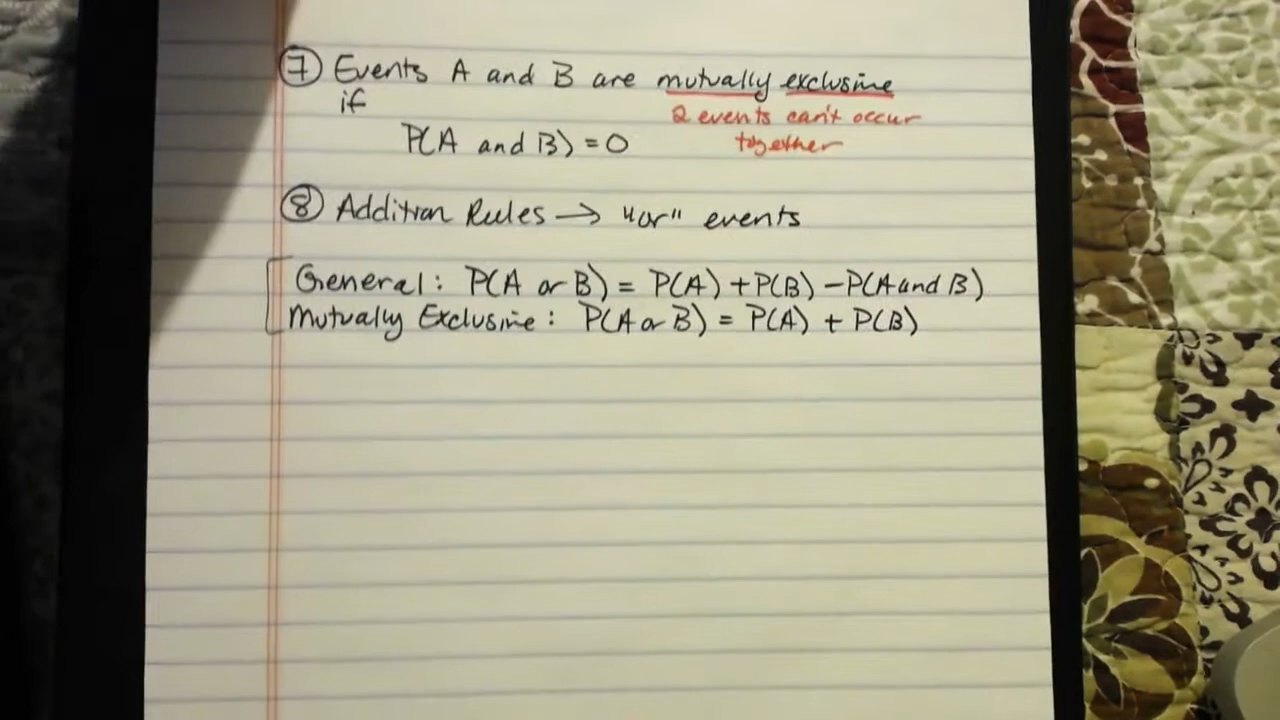 ⑦ Events A and B are mutually exclusive
if
2 events can't occur
P(A and B) = 0
together
⑧ Addition Rules → "or" events
General: P(A or B) = P(A) + P(B) - P(A and B)
Mutually Exclusive: P(A or B) = P(A) + P(B)